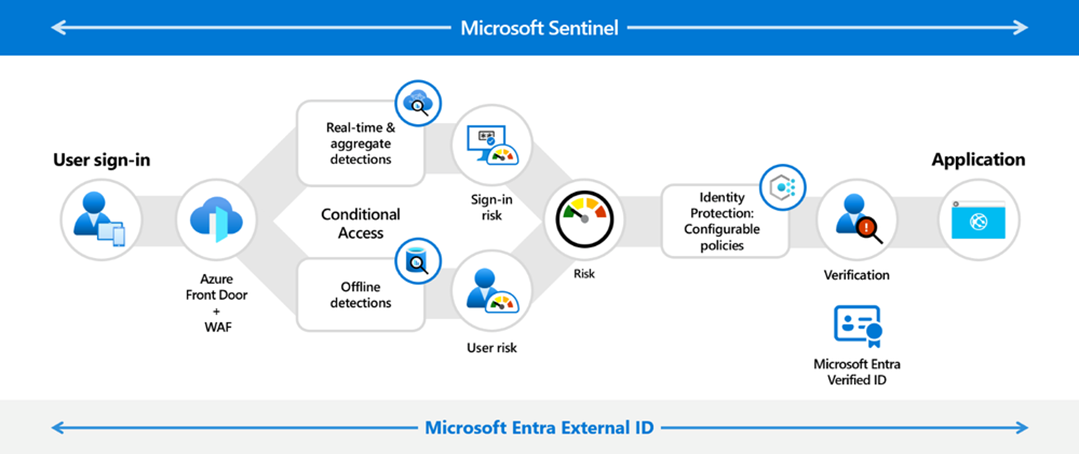 Microsoft Sentinel
User sign-in
Azure
Front Door
+
WAF
Real-time &
aggregate
detections
Sign-in
risk
Conditional
Access
Offline
detections
User risk
Risk
Identity
Protection:
Configurable
policies
Verification
Microsoft Entra
Verified ID
Application
Microsoft Entra External ID